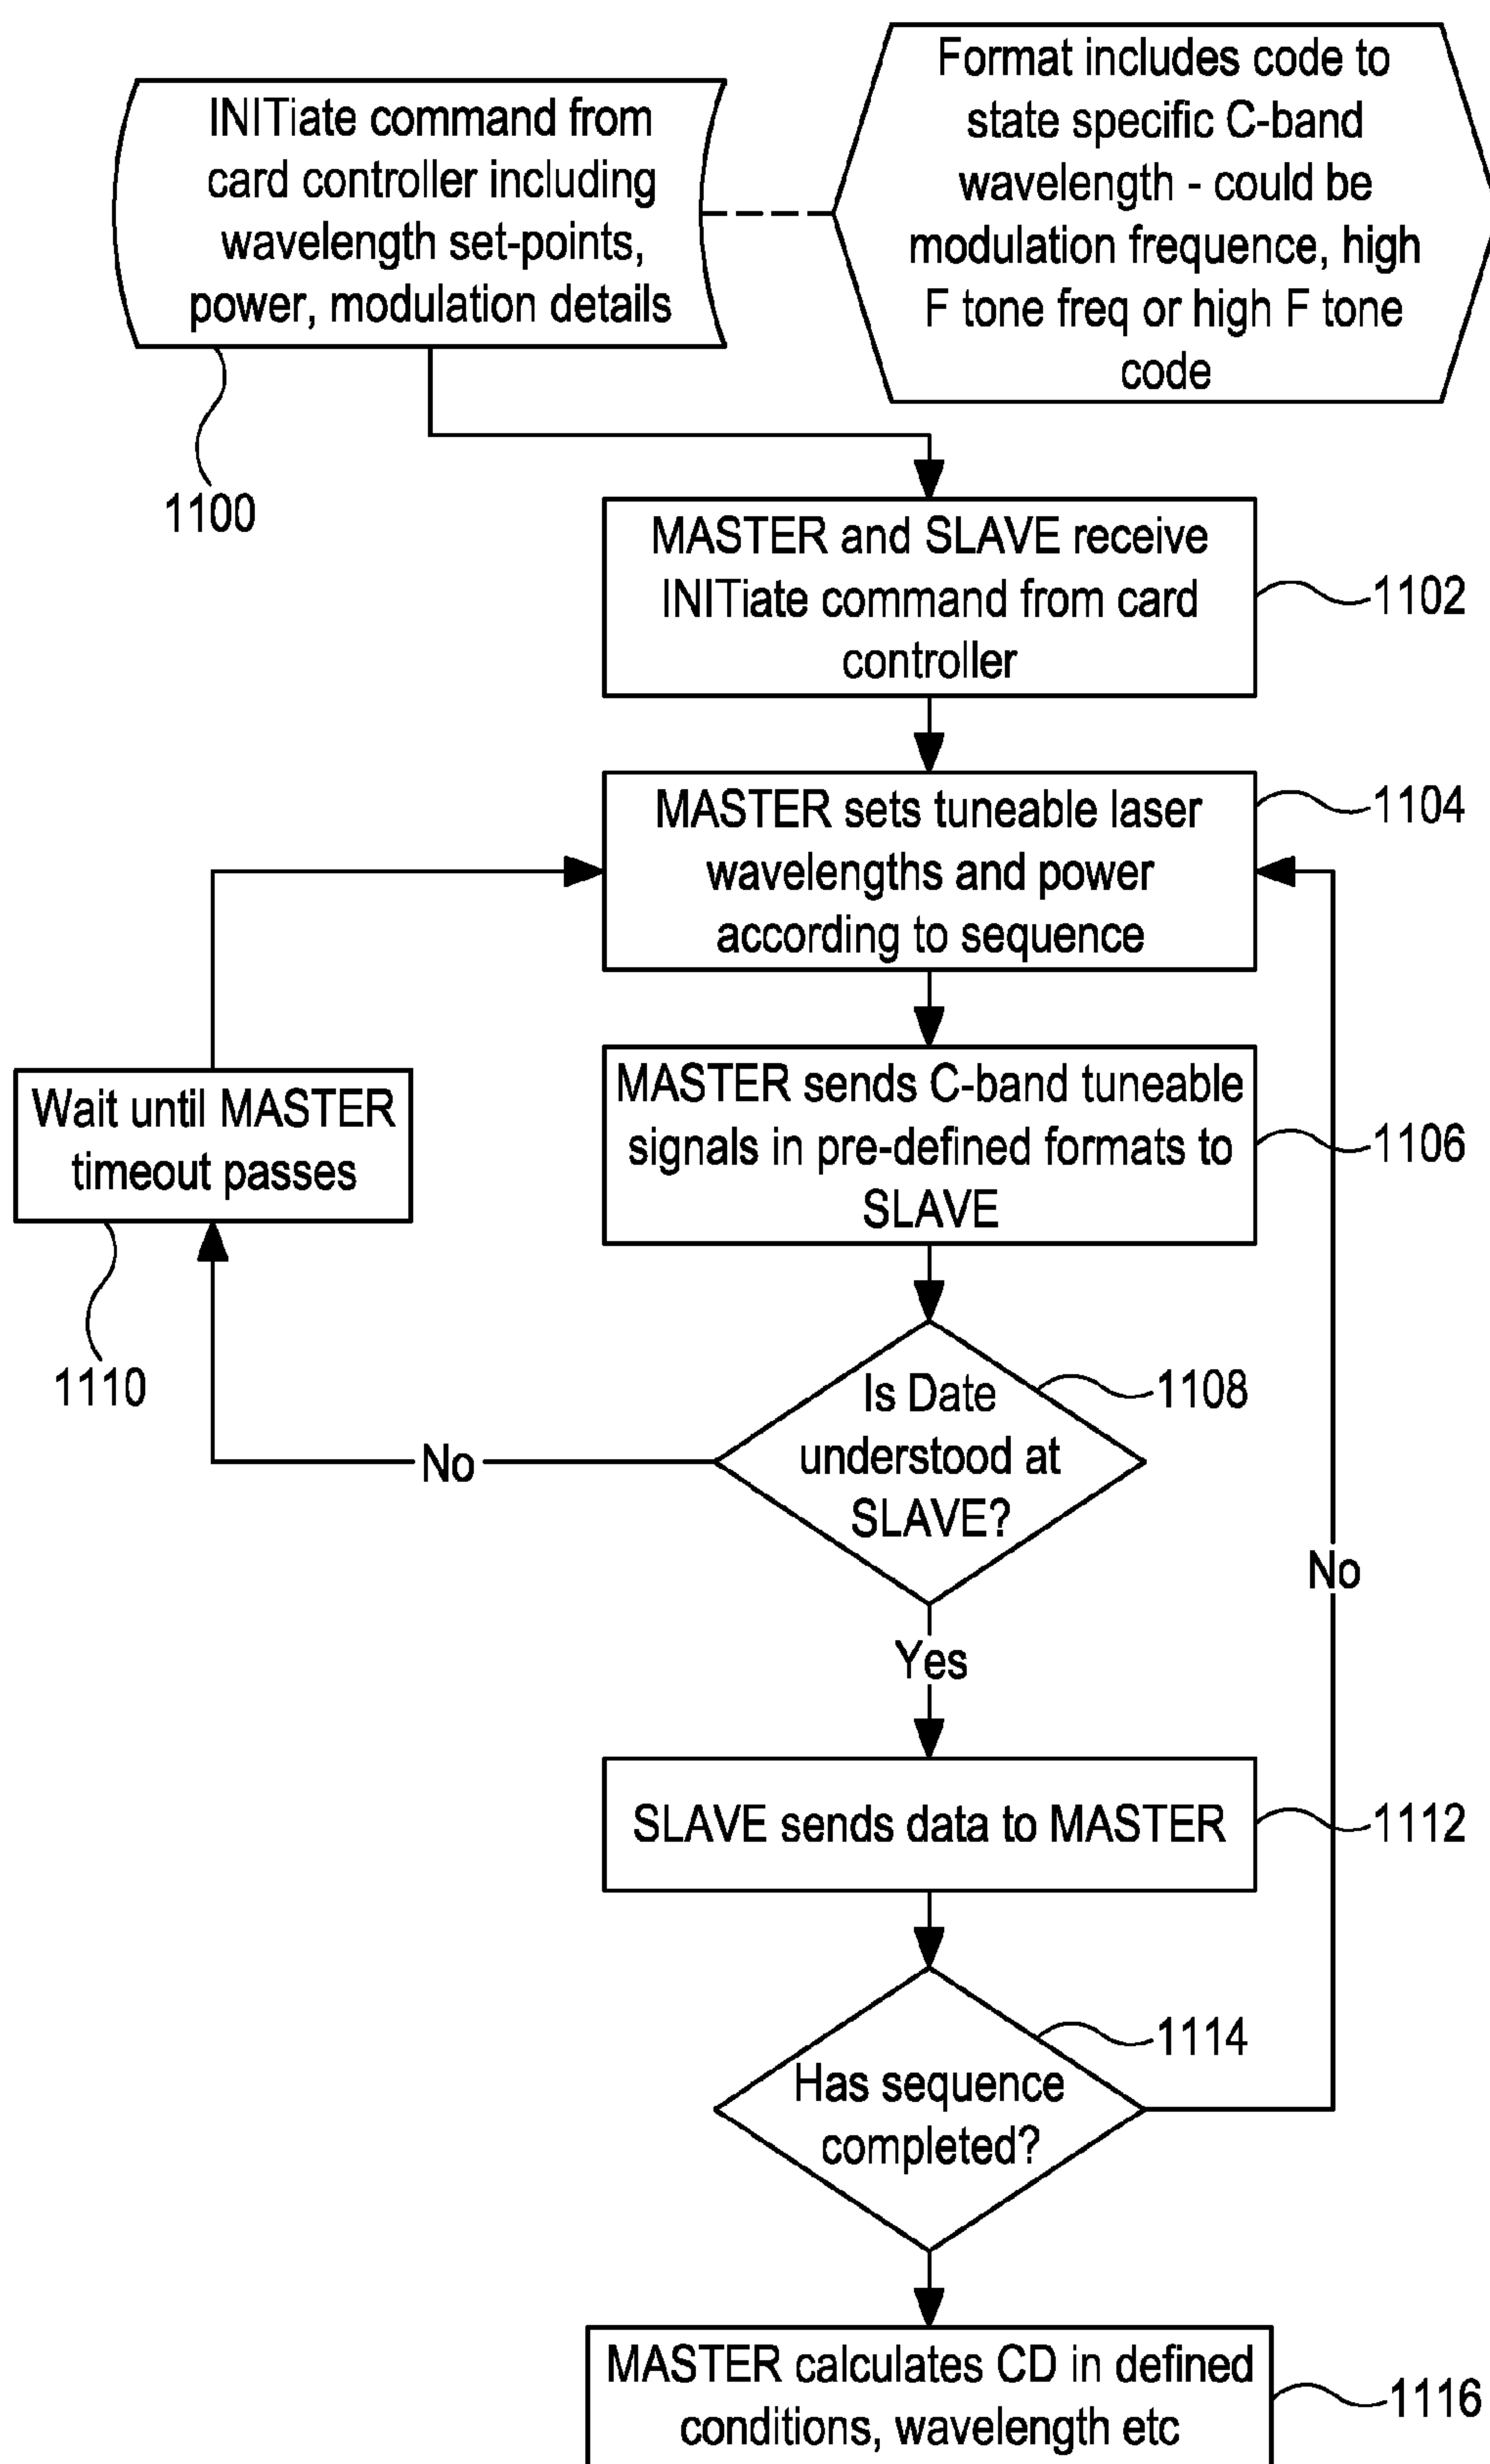 INITiate command from
card controller including
wavelength set-points,
power, modulation details
Format includes code to
state specific C-band
wavelength - could be
modulation frequence, high
F tone freq or high F tone
code
1100
MASTER and SLAVE receive
INITiate command from card
controller
1102
MASTER sets tuneable laser
wavelengths and power
according to sequence
1104
MASTER sends C-band tuneable
signals in pre-defined formats to
SLAVE
1106
Wait until MASTER
timeout passes
1110
Is Date
understood at
SLAVE?
1108
No
Yes
No
SLAVE sends data to MASTER
1112
Has sequence
completed?
1114
MASTER calculates CD in defined
conditions, wavelength etc
1116